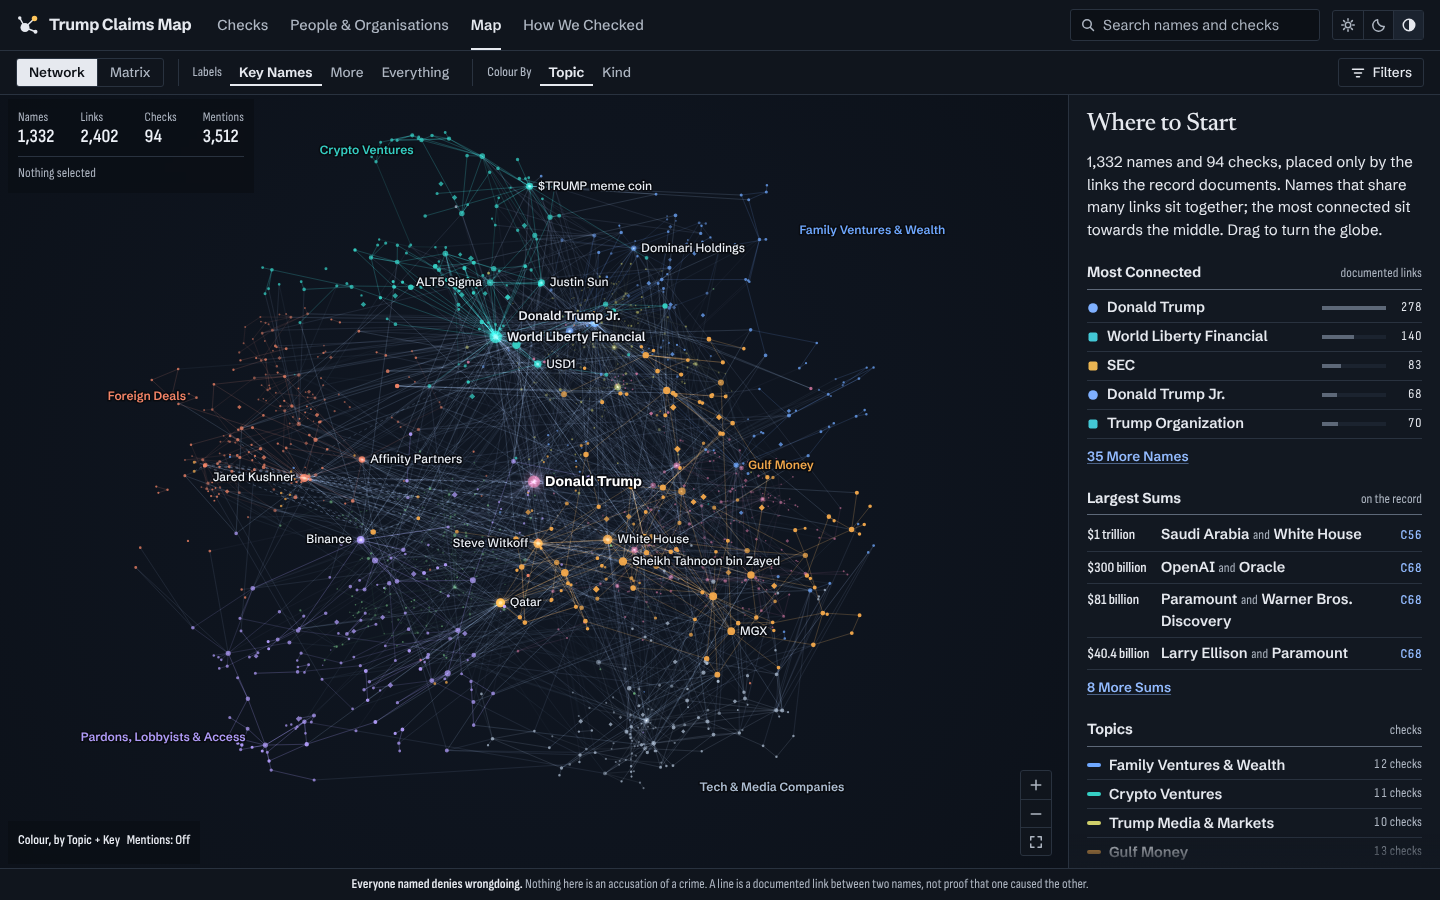 Trump Claims Map
Checks
People & Organisations
Map
How We Checked
Search names and checks
Network
Matrix
Labels
Key Names
More
Everything
Colour By
Topic
Kind
Filters
Names
Links
Checks
Mentions
1,332
2,402
94
3,512
Nothing selected
Crypto Ventures
$TRUMP meme coin
Family Ventures & Wealth
Dominari Holdings
ALT5 Sigma
Justin Sun
Donald Trump Jr.
World Liberty Financial
USD1
Foreign Deals
Affinity Partners
Gulf Money
Jared Kushner
Donald Trump
Binance
Steve Witkoff
White House
Sheikh Tahnoon bin Zayed
Qatar
MGX
Pardons, Lobbyists & Access
Tech & Media Companies
Colour, by Topic + Key
Mentions: Off
Where to Start
1,332 names and 94 checks, placed only by the
links the record documents. Names that share
many links sit together; the most connected sit
towards the middle. Drag to turn the globe.
Most Connected
documented links
Donald Trump
278
World Liberty Financial
140
SEC
83
Donald Trump Jr.
68
Trump Organization
70
35 More Names
Largest Sums
on the record
$1 trillion
Saudi Arabia and White House
C56
$300 billion
OpenAI and Oracle
C68
$81 billion
Paramount and Warner Bros.
Discovery
C68
$40.4 billion
Larry Ellison and Paramount
C68
8 More Sums
Topics
checks
Family Ventures & Wealth
12 checks
Crypto Ventures
11 checks
Trump Media & Markets
10 checks
Gulf Money
13 checks
Everyone named denies wrongdoing. Nothing here is an accusation of a crime. A line is a documented link between two names, not proof that one caused the other.